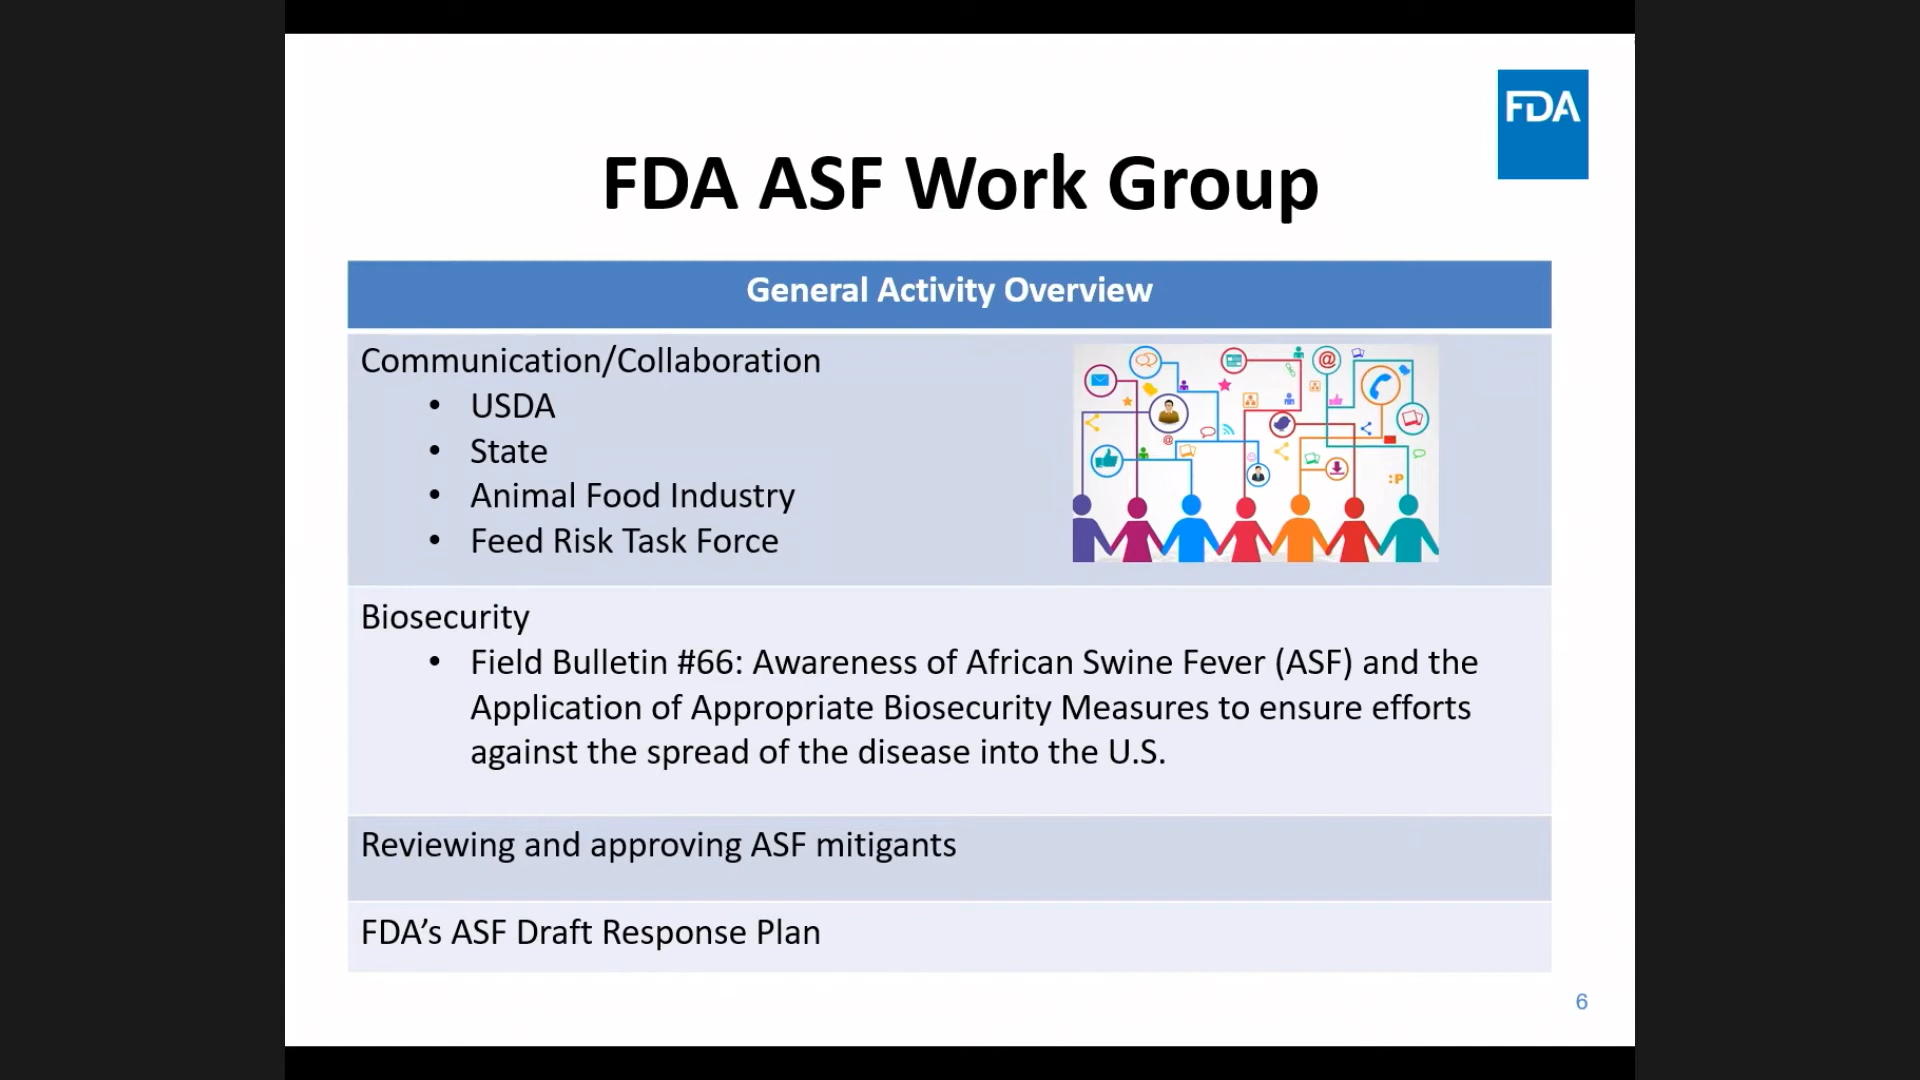 FDA
FDA ASF Work Group
General Activity Overview
Communication/Collaboration
• USDA
• State
• Animal Food Industry
• Feed Risk Task Force
@
@
:P
Biosecurity
• Field Bulletin #66: Awareness of African Swine Fever (ASF) and the
Application of Appropriate Biosecurity Measures to ensure efforts
against the spread of the disease into the U.S.
Reviewing and approving ASF mitigants
FDA’s ASF Draft Response Plan
6